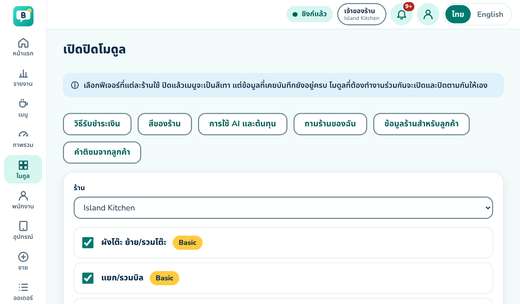 B
ซิงก์แล้ว
เจ้าของร้าน
Island Kitchen
9+
ไทย
English
หน้าแรก
รายงาน
เมนู
ภาพรวม
โมดูล
พนักงาน
อุปกรณ์
ขาย
ออเดอร์
เปิดปิดโมดูล
เลือกฟีเจอร์ที่แต่ละร้านใช้ ปิดแล้วเมนูจะเป็นสีเทา แต่ข้อมูลที่เคยบันทึกยังอยู่ครบ โมดูลที่ต้องทำงานร่วมกันจะเปิดและปิดตามกันให้เอง
วิธีรับชำระเงิน
สีของร้าน
การใช้ AI และต้นทุน
ถามร้านของฉัน
ข้อมูลร้านสำหรับลูกค้า
คำติชมจากลูกค้า
ร้าน
Island Kitchen
ผังโต๊ะ ย้าย/รวมโต๊ะ Basic
แยก/รวมบิล Basic